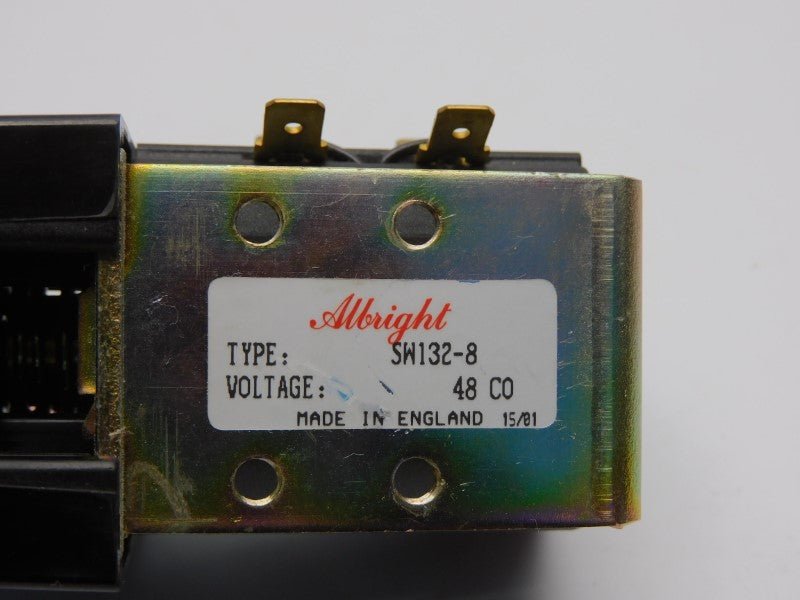 Albright
TYPE: SW132-8
VOLTAGE: 48 CO
MADE IN ENGLAND 15/01